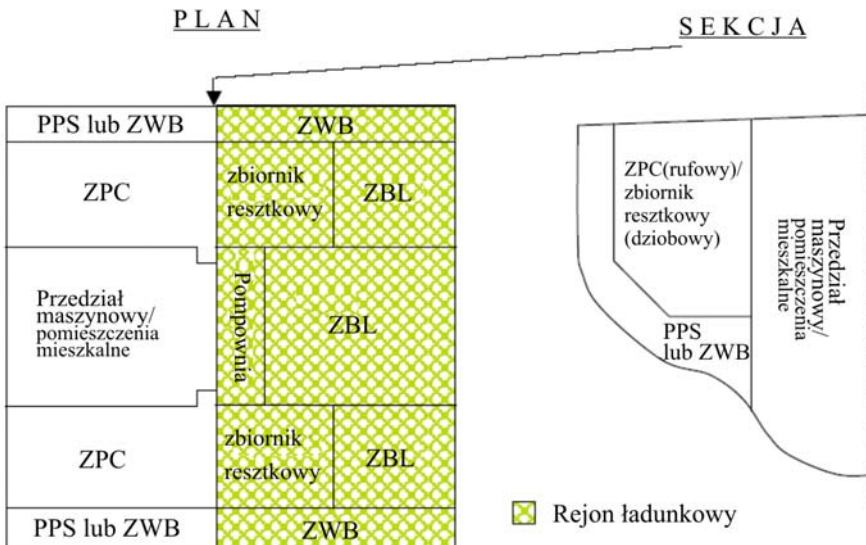 PLAN
SEKCJA
PPS lub ZWB
ZWB
ZPC
zbiornik
resztkowy
ZBL
Przedział
maszynowy/
pomieszczenia
mieszkalne
Pompownia
ZBL
ZPC
zbiornik
resztkowy
ZBL
PPS lub ZWB
ZWB
ZPC(rufowy)/
zbiornik
resztkowy
(dziobowy)
Przedział
maszynowy/
pomieszczenia
mieszkalne
PPS
lub ZWB
Rejon ładunkowy